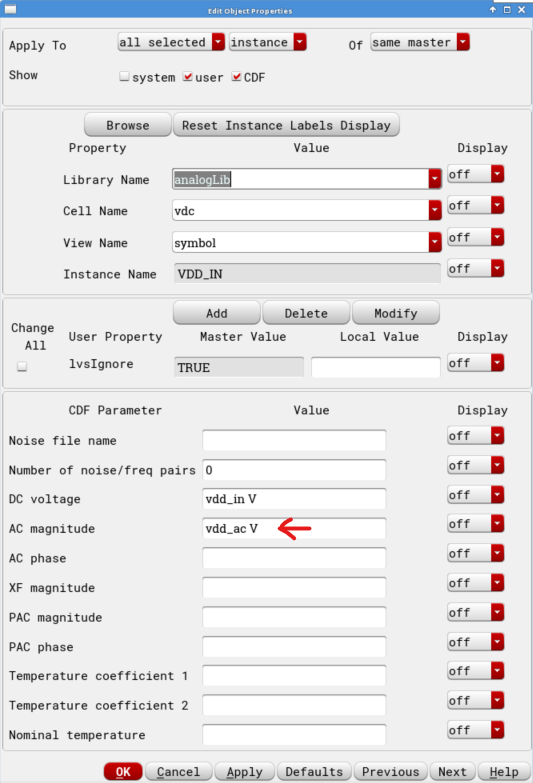 Edit Object Properties
Apply To all selected instance Of same master
Show system user CDF
Browse Reset Instance Labels Display
Property Value Display
Library Name analogLib off
Cell Name vdc off
View Name symbol off
Instance Name VDD_IN off
Add Delete Modify
Change All User Property Master Value Local Value Display
lvsIgnore TRUE off
CDF Parameter Value Display
Noise file name off
Number of noise/freq pairs 0 off
DC voltage vdd_in V off
AC magnitude vdd_ac V off
AC phase off
XF magnitude off
PAC magnitude off
PAC phase off
Temperature coefficient 1 off
Temperature coefficient 2 off
Nominal temperature off
OK Cancel Apply Defaults Previous Next Help